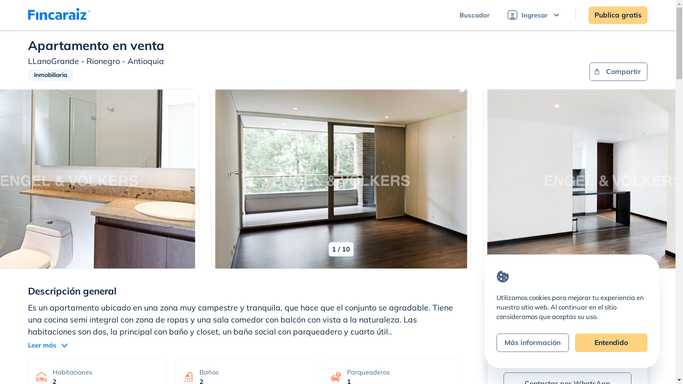 Fincaraiz
Buscador
Ingresar
Publica gratis
Apartamento en venta
LLanoGrande - Rionegro - Antioquia
Inmobiliaria
Compartir
ENGEL & VÖLKERS
ENGEL & VÖLKERS
ENGEL & VÖLKERS
1 / 10
Descripción general
Es un apartamento ubicado en una zona muy campestre y tranquila, que hace que el conjunto se agradable. Tiene
una cocina semi integral con zona de ropas y una sala comedor con balcón con vista a la naturaleza. Las
habitaciones son dos, la principal con baño y closet, un baño social con parqueadero y cuarto útil..
Leer más
Habitaciones
2
Baños
2
Parqueaderos
1
Utilizamos cookies para mejorar tu experiencia en
nuestro sitio web. Al continuar en el sitio
consideramos que aceptas su uso.
Más información
Entendido
Contactar por WhatsApp